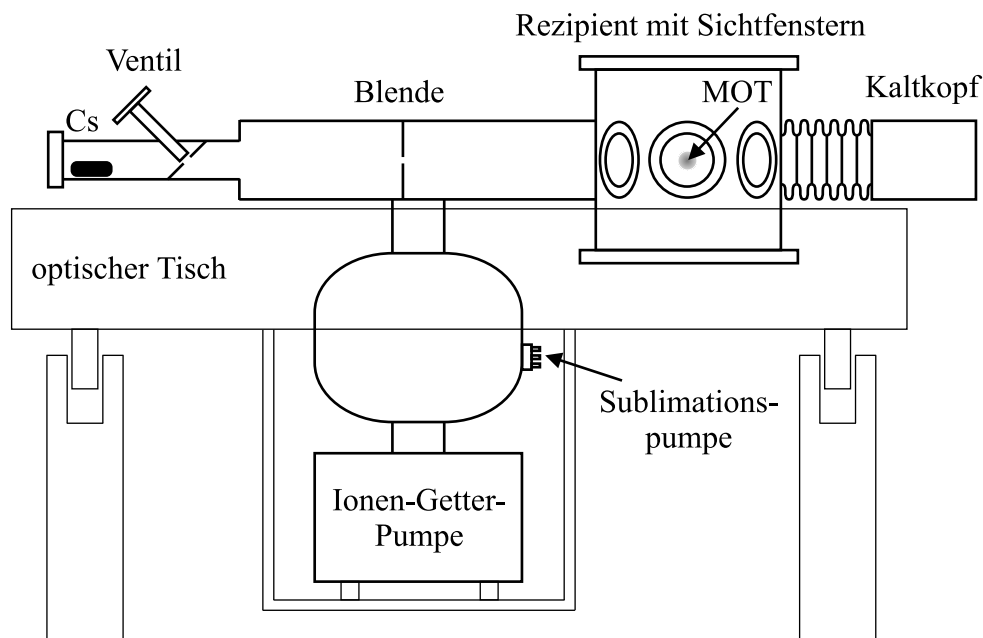 Rezipient mit Sichtfenstern
Ventil
Blende
MOT
Kaltkopf
Cs
optischer Tisch
Sublimations-
pumpe
Ionen-Getter-
Pumpe